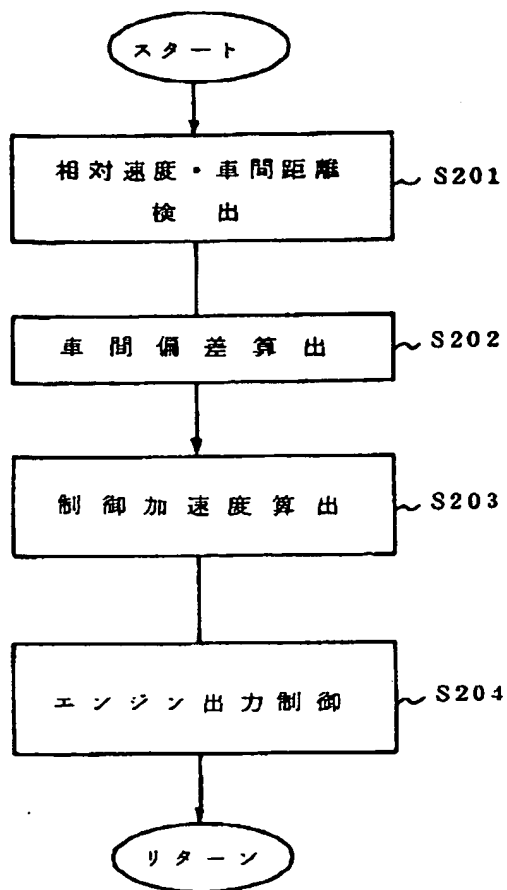 スタート
相対速度・車間距離
検出
S201
車間偏差算出
S202
制御加速度算出
S203
エンジン出力制御
S204
リターン